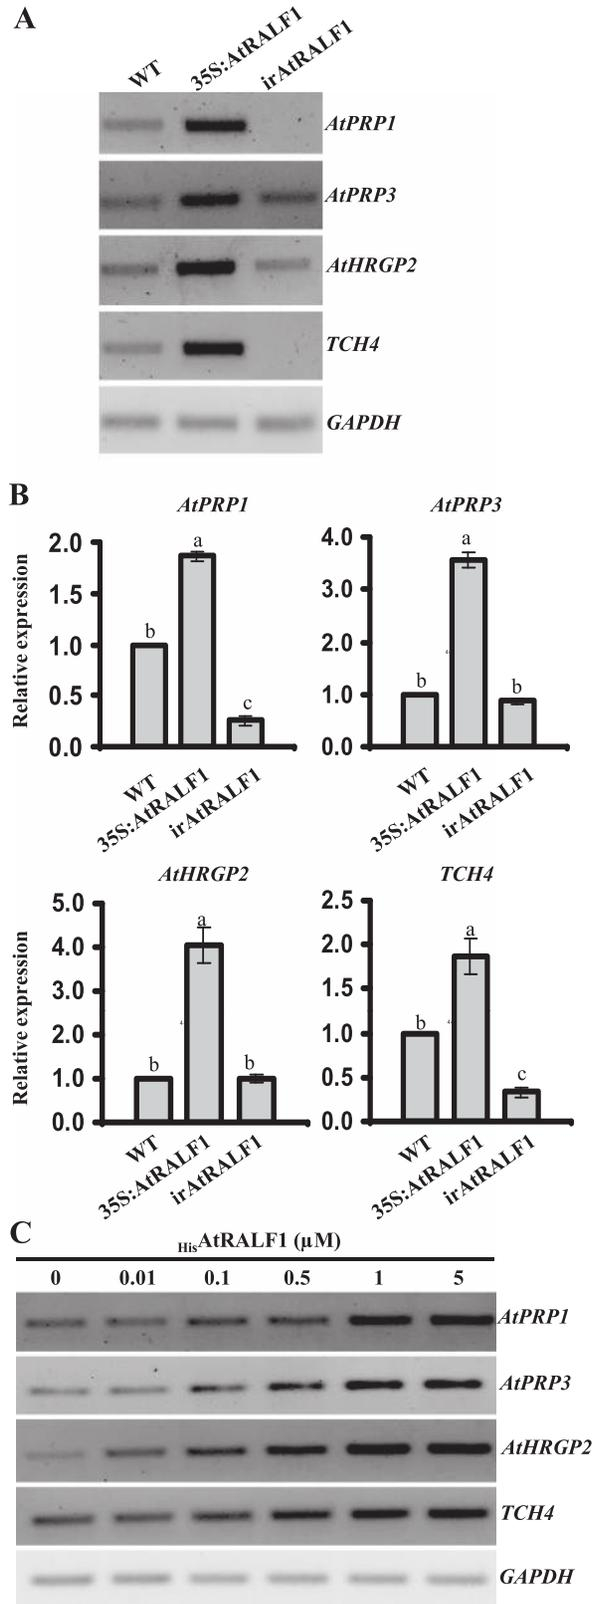 A
WT 35S:AtRALF1 irAtRALF1
AtPRP1
AtPRP3
AtHRGP2
TCH4
GAPDH
B
AtPRP1
Relative expression
2.0
1.5
1.0
0.5
0.0
b a c
WT 35S:AtRALF1 irAtRALF1
AtPRP3
4.0
3.0
2.0
1.0
0.0
b a b
WT 35S:AtRALF1 irAtRALF1
AtHRGP2
Relative expression
5.0
4.0
3.0
2.0
1.0
0.0
b a b
WT 35S:AtRALF1 irAtRALF1
TCH4
2.5
2.0
1.5
1.0
0.5
0.0
b a c
WT 35S:AtRALF1 irAtRALF1
C
HisAtRALF1 (µM)
0 0.01 0.1 0.5 1 5
AtPRP1
AtPRP3
AtHRGP2
TCH4
GAPDH